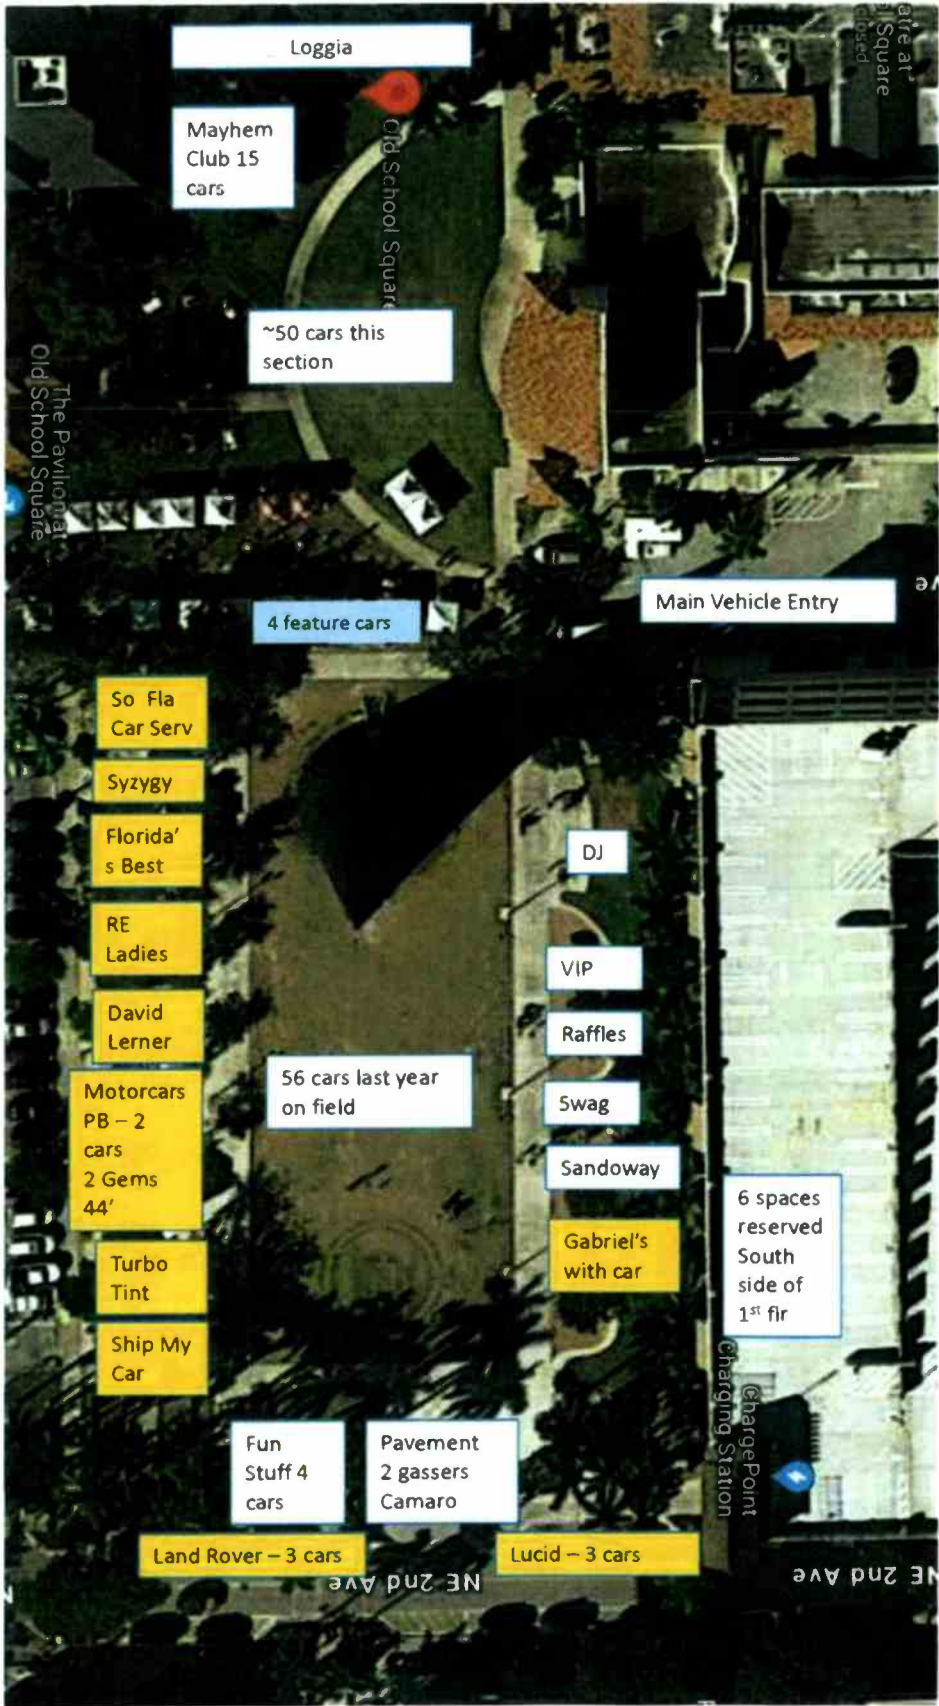 atre at
Square
closed
Loggia
Mayhem
Club 15
cars
Old School Square
~50 cars this
section
The Pavilion at
Old School Square
4 feature cars
Main Vehicle Entry
So Fla
Car Serv
Syzygy
Florida'
s Best
RE
Ladies
David
Lerner
Motorcars
PB – 2
cars
2 Gems
44'
Turbo
Tint
Ship My
Car
56 cars last year
on field
DJ
VIP
Raffles
Swag
Sandoway
Gabriel's
with car
6 spaces
reserved
South
side of
1st flr
ChargePoint
Charging Station
Fun
Stuff 4
cars
Pavement
2 gassers
Camaro
Land Rover – 3 cars
Lucid – 3 cars
NE 2nd Ave
NE 2nd Ave